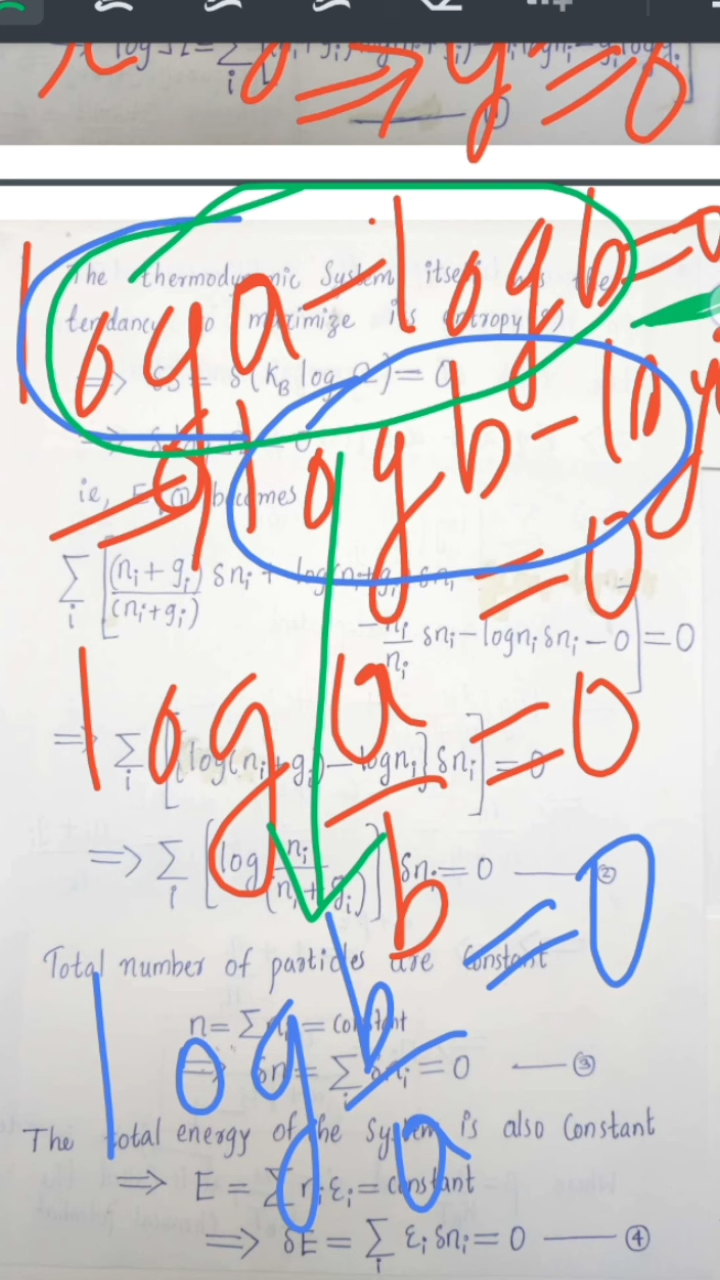 x y ⇒ y = 0
log a - log b = 0
The thermodynamic System itself has the
tendancy to maximize its entropy (S)
⇒ δS = δ(K_B log Ω) = 0
⇒ log b - log
ie, Eq ① becomes
= 0
∑_i [(n_i + g_i)/(n_i + g_i) δn_i + log(n_i + g_i) δn_i
- n_i/n_i δn_i - log n_i δn_i - 0] = 0
log a/b = 0
⇒ ∑_i [{log(n_i + g_i) - log n_i} δn_i] = 0
⇒ ∑_i [log n_i/(n_i + g_i)] δn_i = 0 — ②
Total number of particles are Constant
n = ∑ n_i = constant
log b/a = 0
⇒ δn = ∑_i δn_i = 0 — ③
The total energy of the System is also Constant
⇒ E = ∑ n_i ε_i = constant
⇒ δE = ∑_i ε_i δn_i = 0 — ④